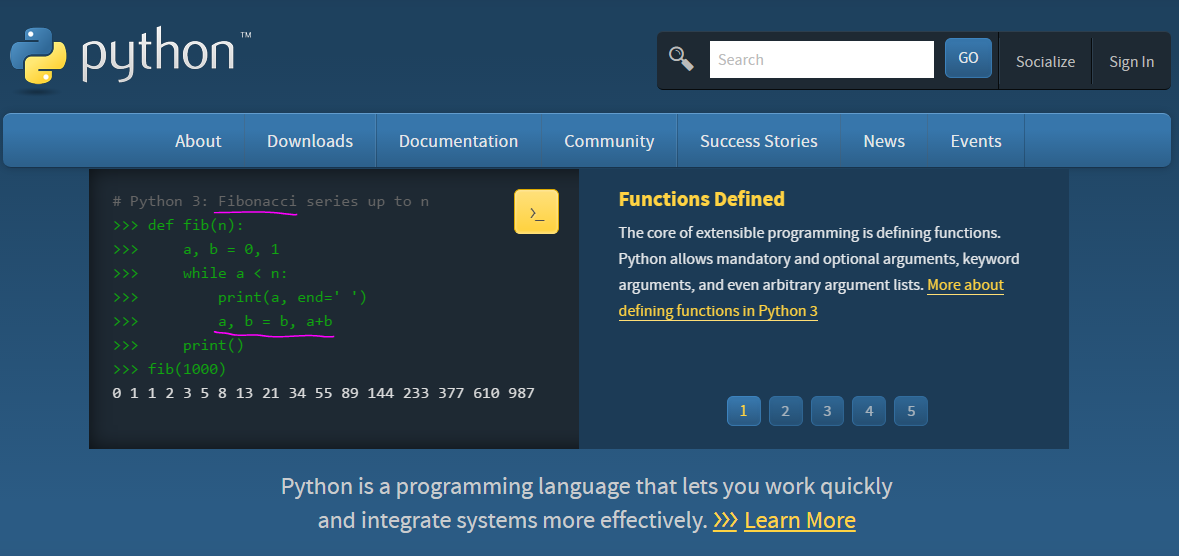 python™
Search
GO
Socialize
Sign In
About
Downloads
Documentation
Community
Success Stories
News
Events
# Python 3: Fibonacci series up to n
>>> def fib(n):
>>>     a, b = 0, 1
>>>     while a < n:
>>>         print(a, end=' ')
>>>         a, b = b, a+b
>>>     print()
>>> fib(1000)
0 1 1 2 3 5 8 13 21 34 55 89 144 233 377 610 987
>_
Functions Defined
The core of extensible programming is defining functions.
Python allows mandatory and optional arguments, keyword
arguments, and even arbitrary argument lists. More about
defining functions in Python 3
1 2 3 4 5
Python is a programming language that lets you work quickly
and integrate systems more effectively. >>> Learn More